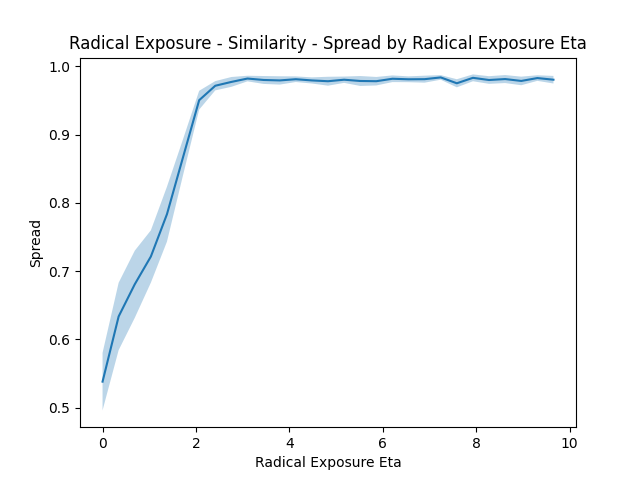 Radical Exposure - Similarity - Spread by Radical Exposure Eta
1.0
0.9
0.8
0.7
0.6
0.5
Spread
0 2 4 6 8 10
Radical Exposure Eta